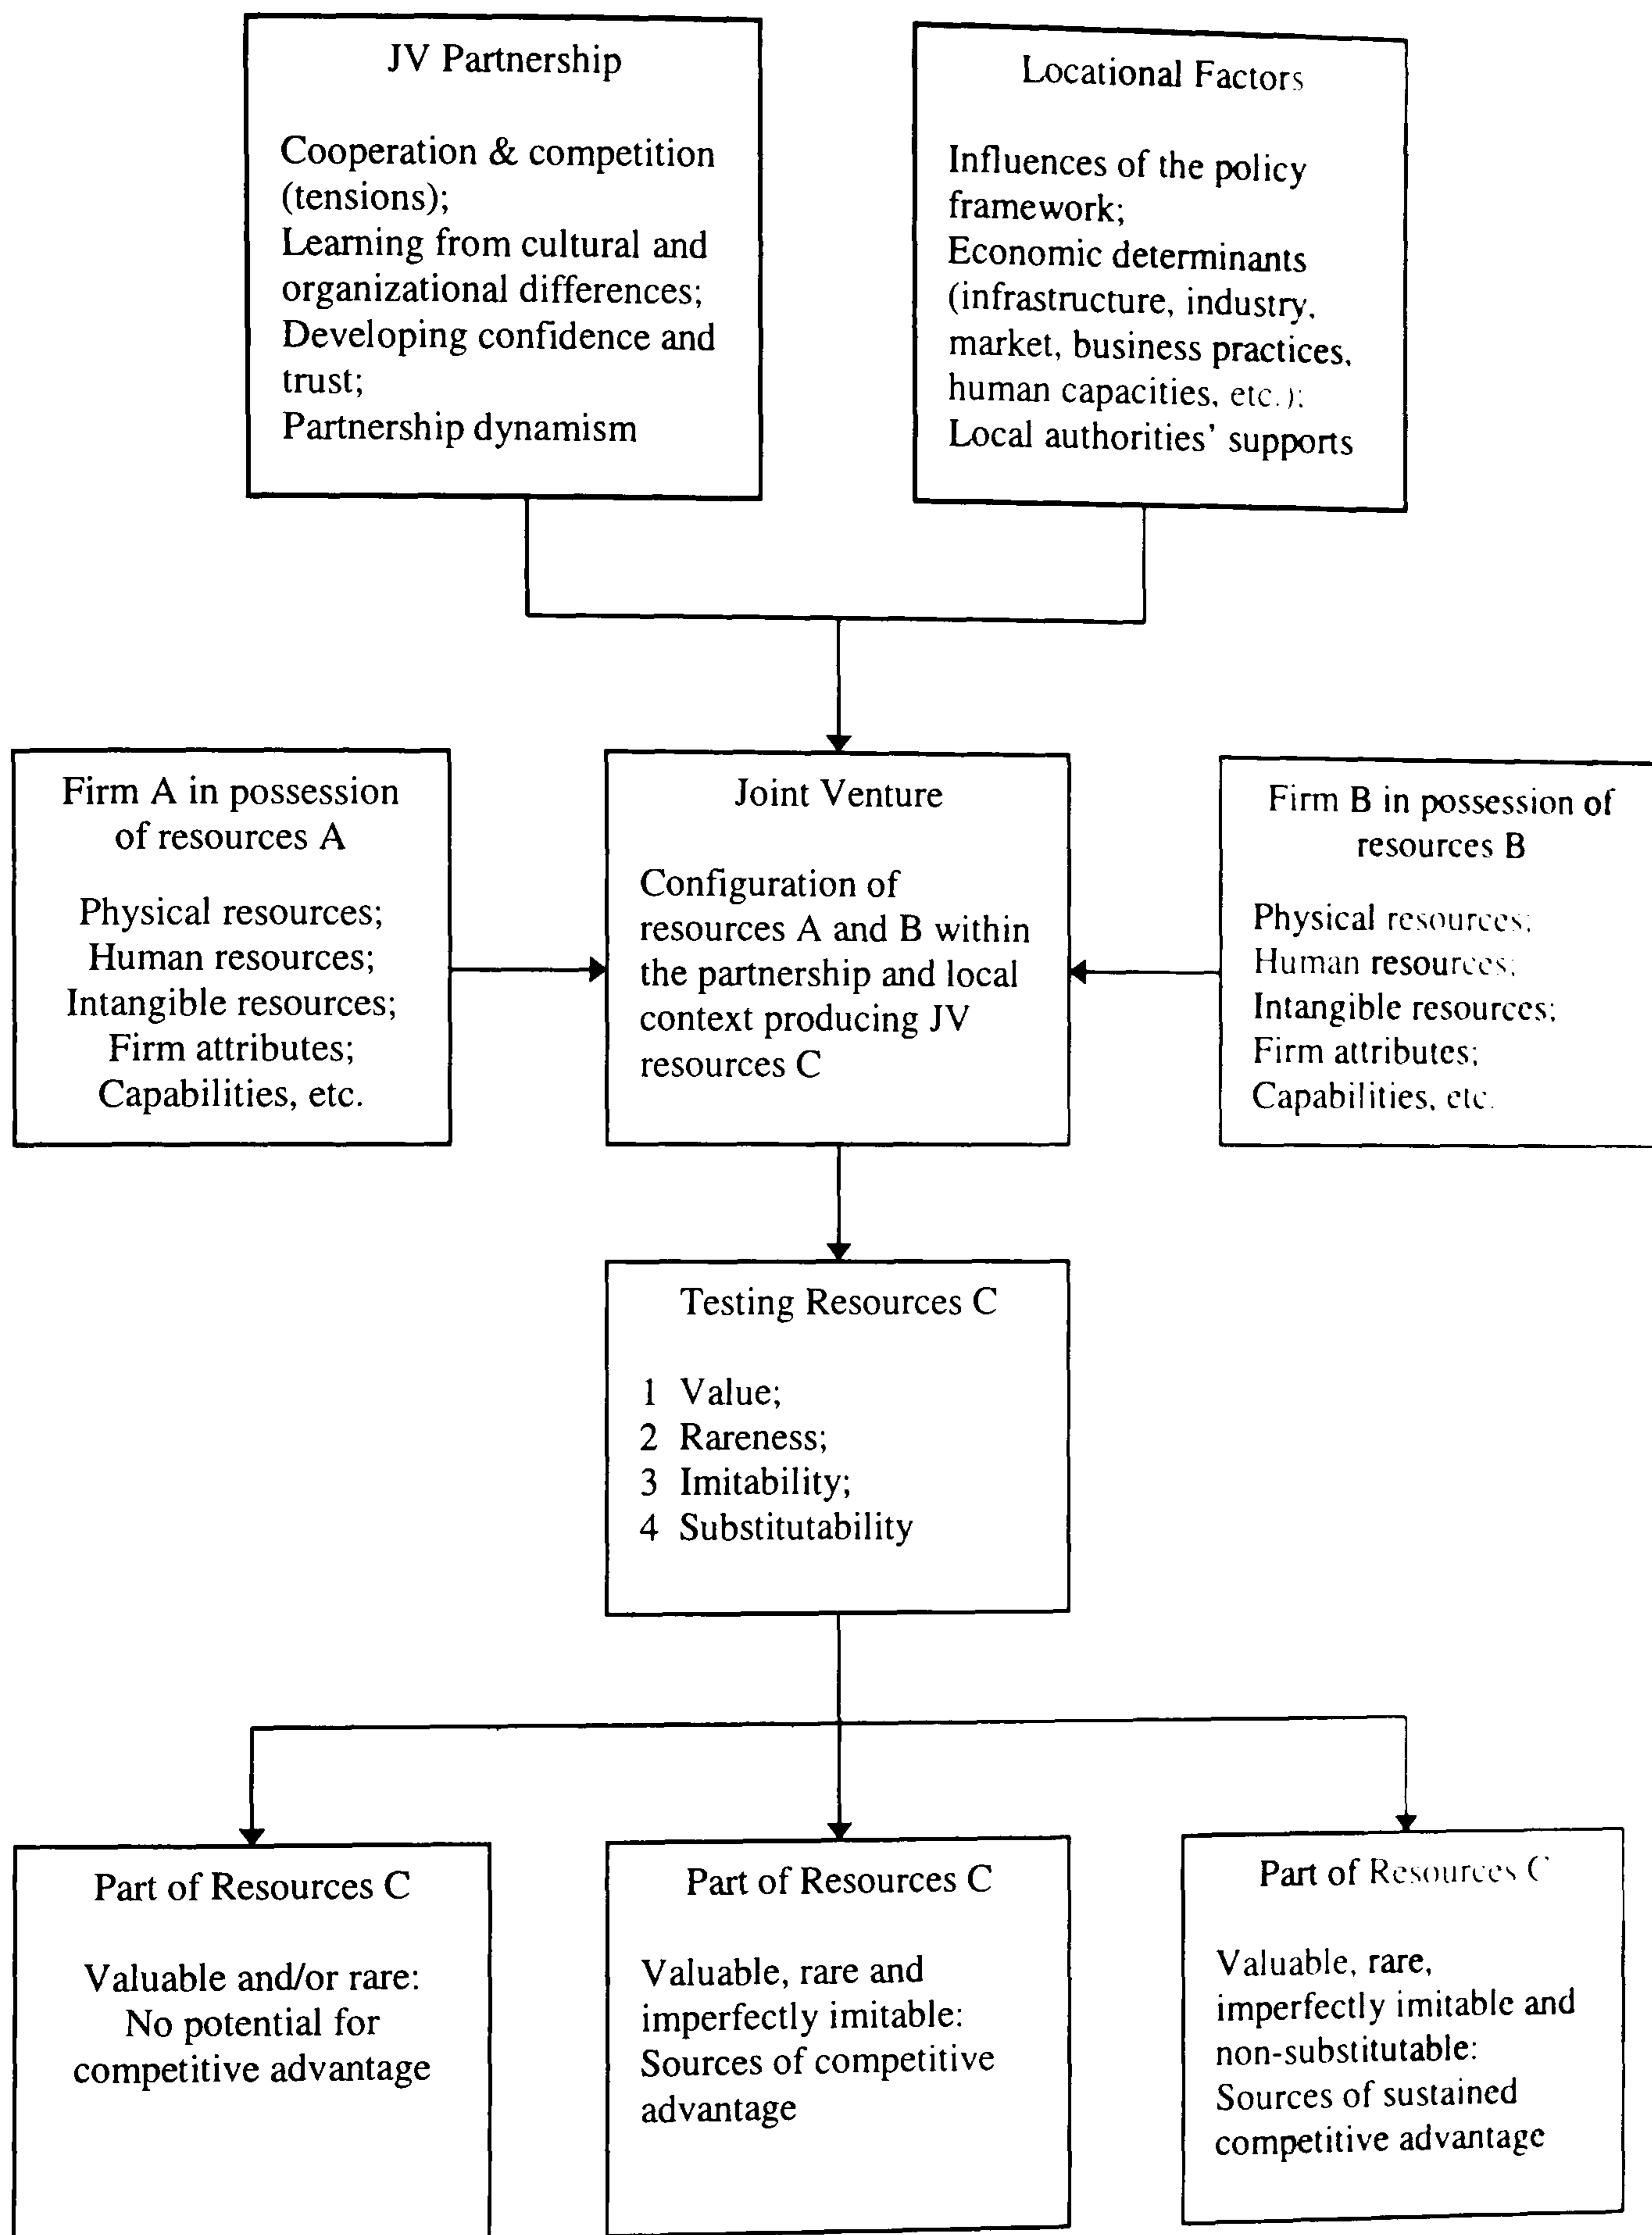 JV Partnership
Cooperation & competition
(tensions);
Learning from cultural and
organizational differences;
Developing confidence and
trust;
Partnership dynamism
Locational Factors
Influences of the policy
framework;
Economic determinants
(infrastructure, industry,
market, business practices,
human capacities, etc.);
Local authorities' supports
Firm A in possession
of resources A
Physical resources;
Human resources;
Intangible resources;
Firm attributes;
Capabilities, etc.
Joint Venture
Configuration of
resources A and B within
the partnership and local
context producing JV
resources C
Firm B in possession of
resources B
Physical resources;
Human resources;
Intangible resources;
Firm attributes;
Capabilities, etc.
Testing Resources C
1 Value;
2 Rareness;
3 Imitability;
4 Substitutability
Part of Resources C
Valuable and/or rare:
No potential for
competitive advantage
Part of Resources C
Valuable, rare and
imperfectly imitable:
Sources of competitive
advantage
Part of Resources C
Valuable, rare,
imperfectly imitable and
non-substitutable:
Sources of sustained
competitive advantage